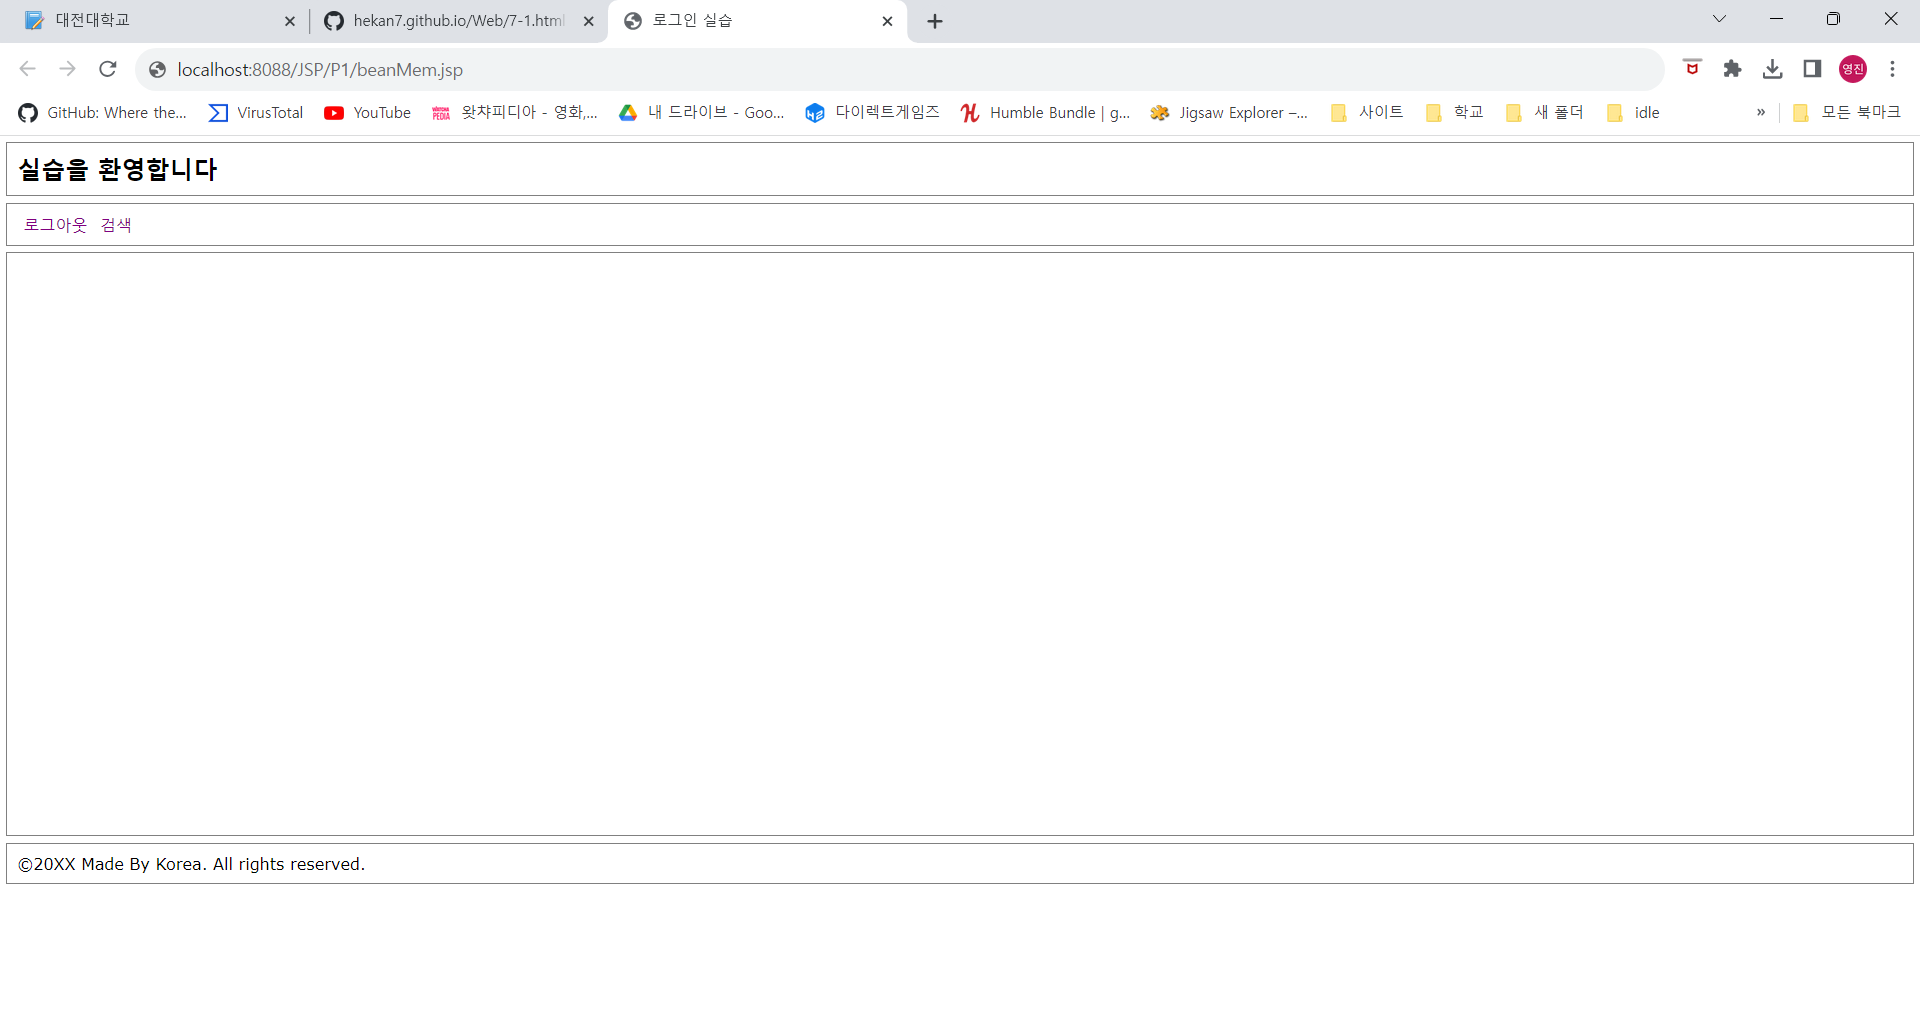 대전대학교
hekan7.github.io/Web/7-1.html
로그인 실습
localhost:8088/JSP/P1/beanMem.jsp
영진
GitHub: Where the...
VirusTotal
YouTube
WATCHA PEDIA
왓챠피디아 - 영화,...
내 드라이브 - Goo...
다이렉트게임즈
Humble Bundle | g...
Jigsaw Explorer –...
사이트
학교
새 폴더
idle
»
모든 북마크
실습을 환영합니다
로그아웃 검색
©20XX Made By Korea. All rights reserved.